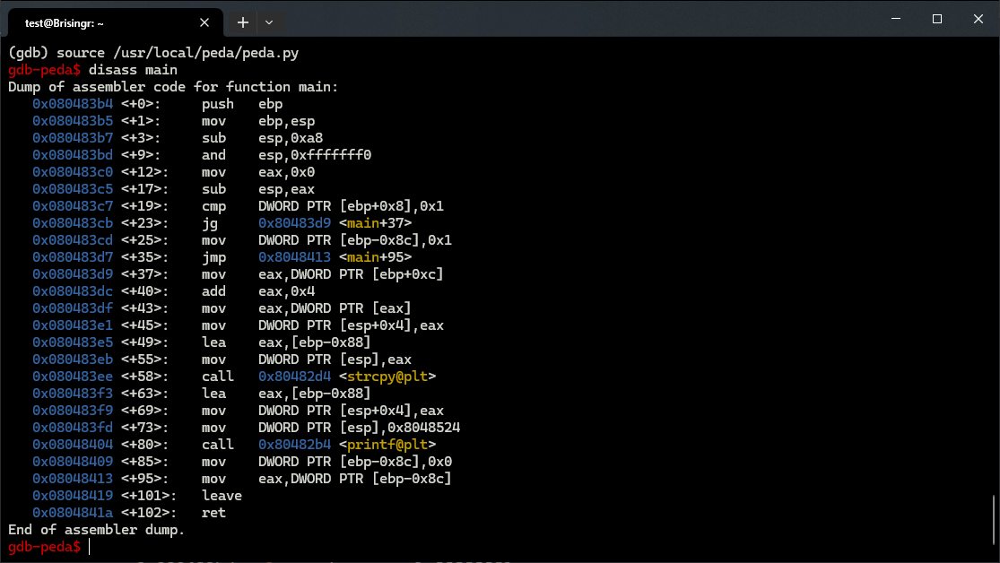 test@Brisingr: ~
(gdb) source /usr/local/peda/peda.py
gdb-peda$ disass main
Dump of assembler code for function main:
   0x080483b4 <+0>:     push   ebp
   0x080483b5 <+1>:     mov    ebp,esp
   0x080483b7 <+3>:     sub    esp,0xa8
   0x080483bd <+9>:     and    esp,0xfffffff0
   0x080483c0 <+12>:    mov    eax,0x0
   0x080483c5 <+17>:    sub    esp,eax
   0x080483c7 <+19>:    cmp    DWORD PTR [ebp+0x8],0x1
   0x080483cb <+23>:    jg     0x80483d9 <main+37>
   0x080483cd <+25>:    mov    DWORD PTR [ebp-0x8c],0x1
   0x080483d7 <+35>:    jmp    0x8048413 <main+95>
   0x080483d9 <+37>:    mov    eax,DWORD PTR [ebp+0xc]
   0x080483dc <+40>:    add    eax,0x4
   0x080483df <+43>:    mov    eax,DWORD PTR [eax]
   0x080483e1 <+45>:    mov    DWORD PTR [esp+0x4],eax
   0x080483e5 <+49>:    lea    eax,[ebp-0x88]
   0x080483eb <+55>:    mov    DWORD PTR [esp],eax
   0x080483ee <+58>:    call   0x80482d4 <strcpy@plt>
   0x080483f3 <+63>:    lea    eax,[ebp-0x88]
   0x080483f9 <+69>:    mov    DWORD PTR [esp+0x4],eax
   0x080483fd <+73>:    mov    DWORD PTR [esp],0x8048524
   0x08048404 <+80>:    call   0x80482b4 <printf@plt>
   0x08048409 <+85>:    mov    DWORD PTR [ebp-0x8c],0x0
   0x08048413 <+95>:    mov    eax,DWORD PTR [ebp-0x8c]
   0x08048419 <+101>:   leave
   0x0804841a <+102>:   ret
End of assembler dump.
gdb-peda$